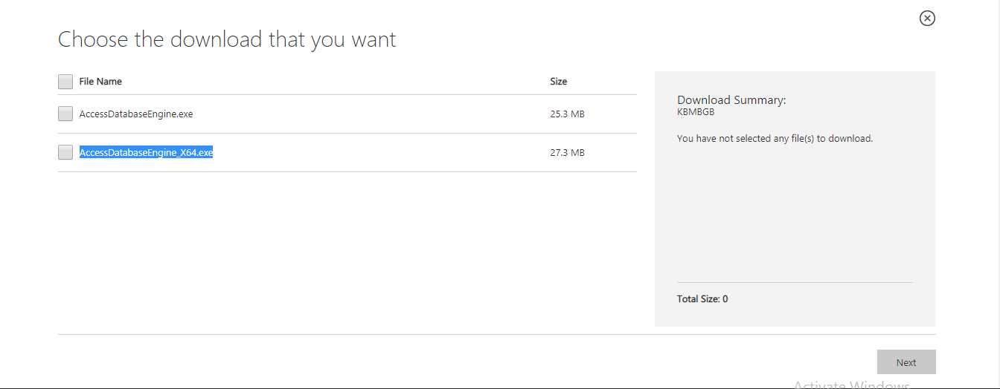 Choose the download that you want
File Name Size
AccessDatabaseEngine.exe 25.3 MB
AccessDatabaseEngine_X64.exe 27.3 MB
Download Summary:
KBMBGB
You have not selected any file(s) to download.
Total Size: 0
Next
Activate Windows